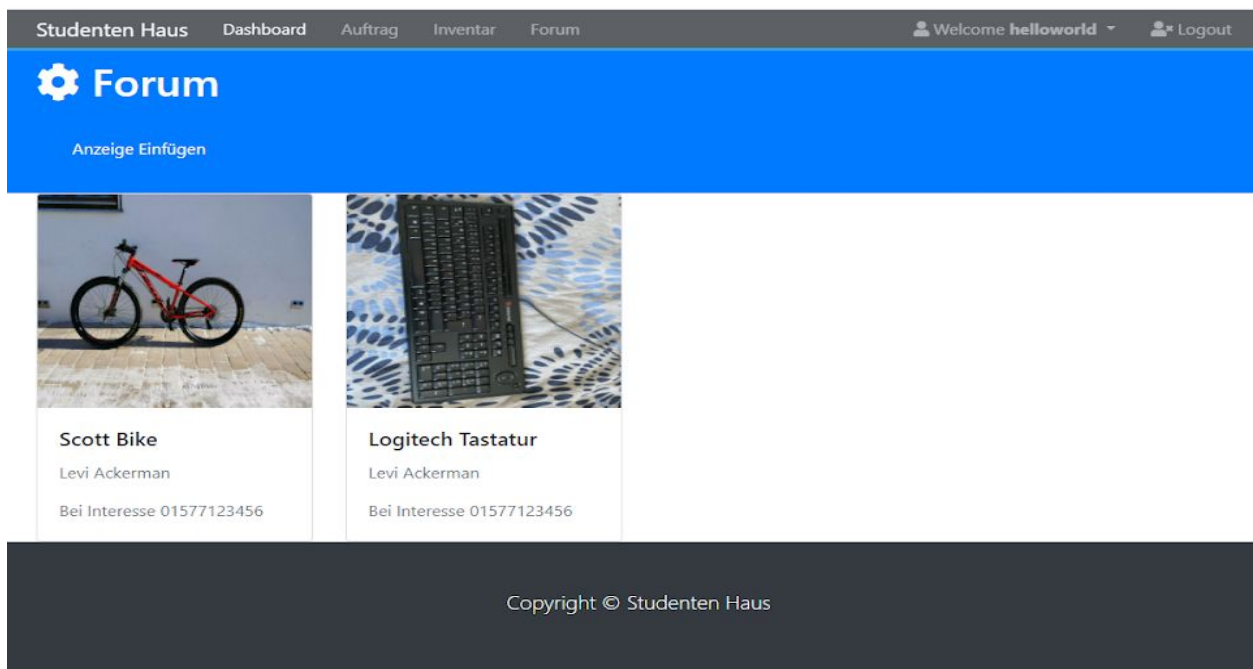 Studenten Haus Dashboard Auftrag Inventar Forum Welcome helloworld Logout
Forum
Anzeige Einfügen
Scott Bike
Levi Ackerman
Bei Interesse 01577123456
Logitech Tastatur
Levi Ackerman
Bei Interesse 01577123456
Copyright © Studenten Haus